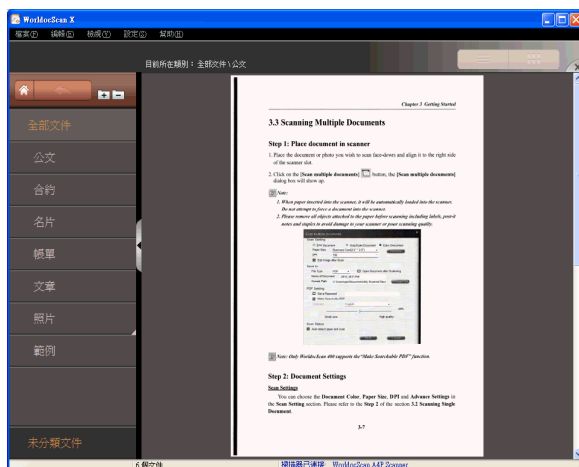 WorldocScan X
檔案(F) 編輯(E) 檢視(V) 設定(S) 幫助(H)
目前所在類別： 全部文件 \ 公文
全部文件
公文
合約
名片
帳單
文章
照片
範例
未分類文件
Chapter 3 Getting Started
3.3 Scanning Multiple Documents
Step 1: Place document in scanner
1. Place the document or photo you wish to scan face-down and align it to the right side
of the scanner slot.
2. Click on the [Scan multiple documents] button, the [Scan multiple documents]
dialog box will show up.
Note:
1. When paper inserted into the scanner, it will be automatically loaded into the scanner.
Do not attempt to force a document into the scanner.
2. Please remove all objects attached to the paper before scanning including labels, post-it
notes and staples to avoid damage to your scanner or poor scanning quality.
Note: Only WorldocScan 400 supports the "Make Searchable PDF" function.
Step 2: Document Settings
Scan Settings
You can choose the Document Color, Paper Size, DPI and Advance Settings in
the Scan Setting section. Please refer to the Step 2 of the section 3.2 Scanning Single
Document.
3-7
6 個文件
掃描器已連接: WorldocScan A4F Scanner